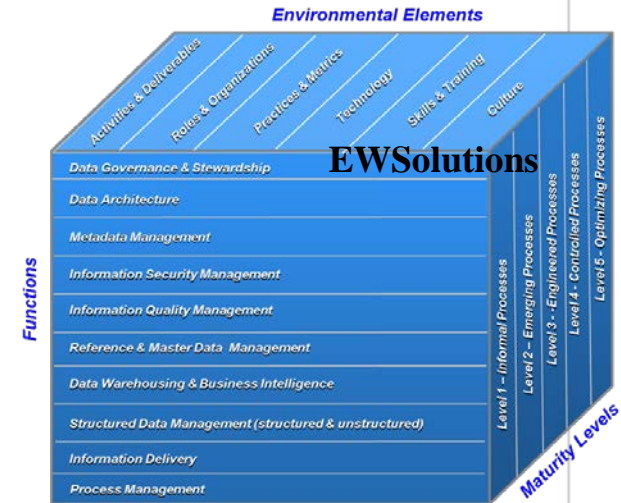 Environmental Elements
Activities & Deliverables
Roles & Organizations
Practices & Metrics
Technology
Skills & Training
Culture
EWSolutions
Functions
Data Governance & Stewardship
Data Architecture
Metadata Management
Information Security Management
Information Quality Management
Reference & Master Data Management
Data Warehousing & Business Intelligence
Structured Data Management (structured & unstructured)
Information Delivery
Process Management
Level 1 – Informal Processes
Level 2 – Emerging Processes
Level 3 - -Engineered Processes
Level 4 - Controlled Processes
Level 5 - Optimizing Processes
Maturity Levels